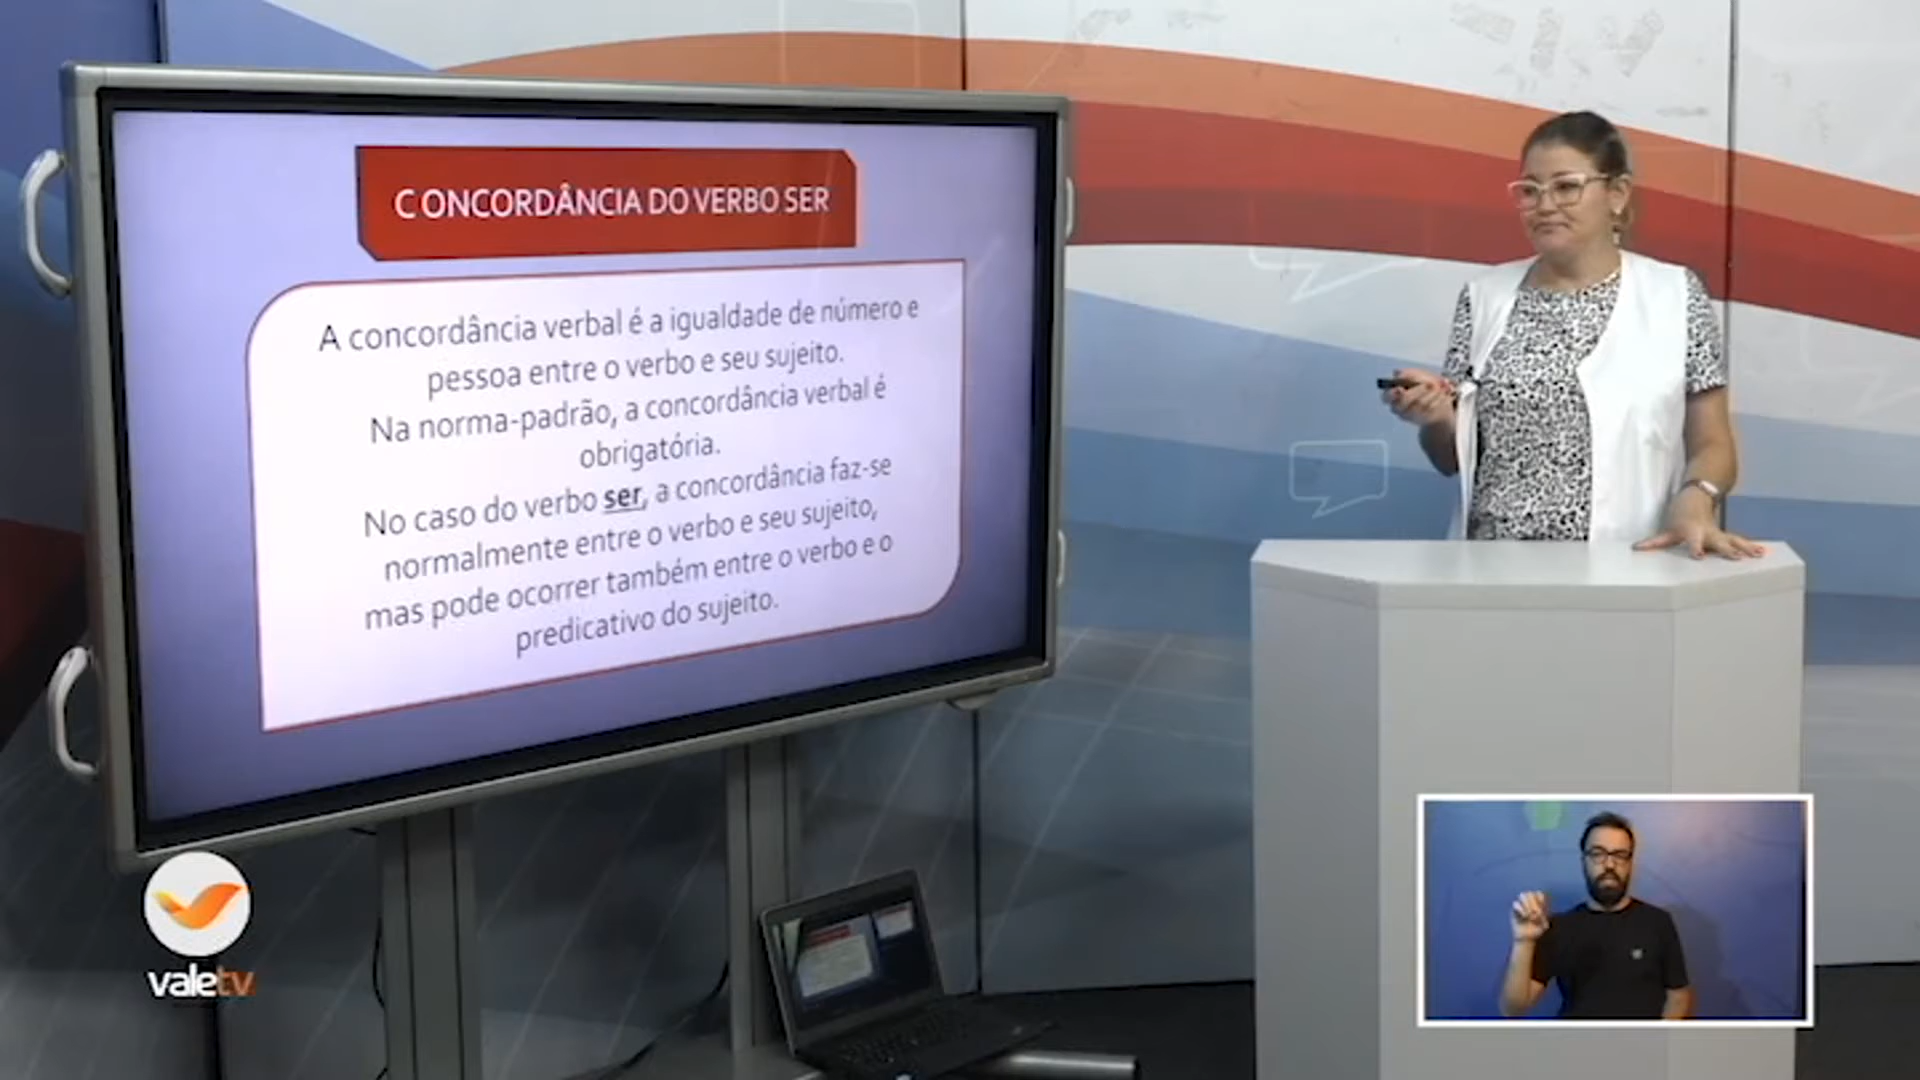 C ONCORDÂNCIA DO VERBO SER
A concordância verbal é a igualdade de número e
pessoa entre o verbo e seu sujeito.
Na norma-padrão, a concordância verbal é
obrigatória.
No caso do verbo ser, a concordância faz-se
normalmente entre o verbo e seu sujeito,
mas pode ocorrer também entre o verbo e o
predicativo do sujeito.
valetv